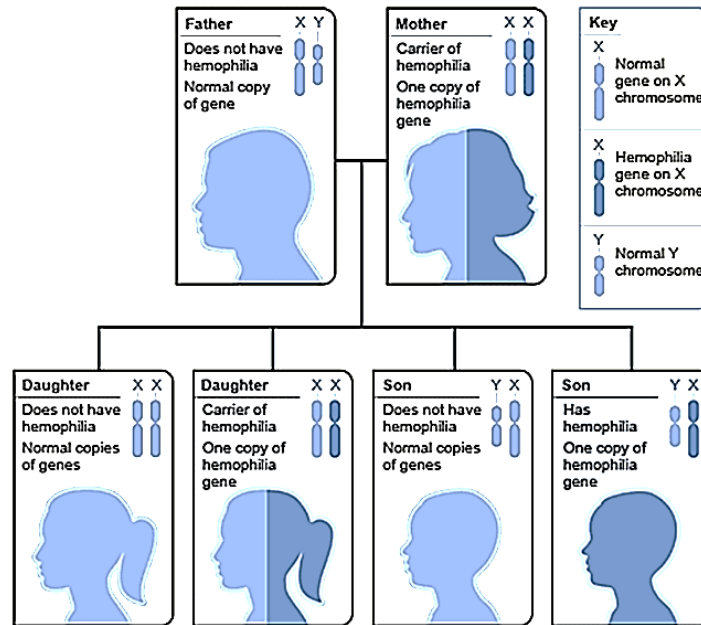 Father
X Y
Does not have
hemophilia
Normal copy
of gene
Mother
X X
Carrier of
hemophilia
One copy of
hemophilia
gene
Key
X
Normal
gene on X
chromosome
X
Hemophilia
gene on X
chromosome
Y
Normal Y
chromosome
Daughter
X X
Does not have
hemophilia
Normal copies
of genes
Daughter
X X
Carrier of
hemophilia
One copy of
hemophilia
gene
Son
Y X
Does not have
hemophilia
Normal copies
of genes
Son
Y X
Has
hemophilia
One copy of
hemophilia
gene